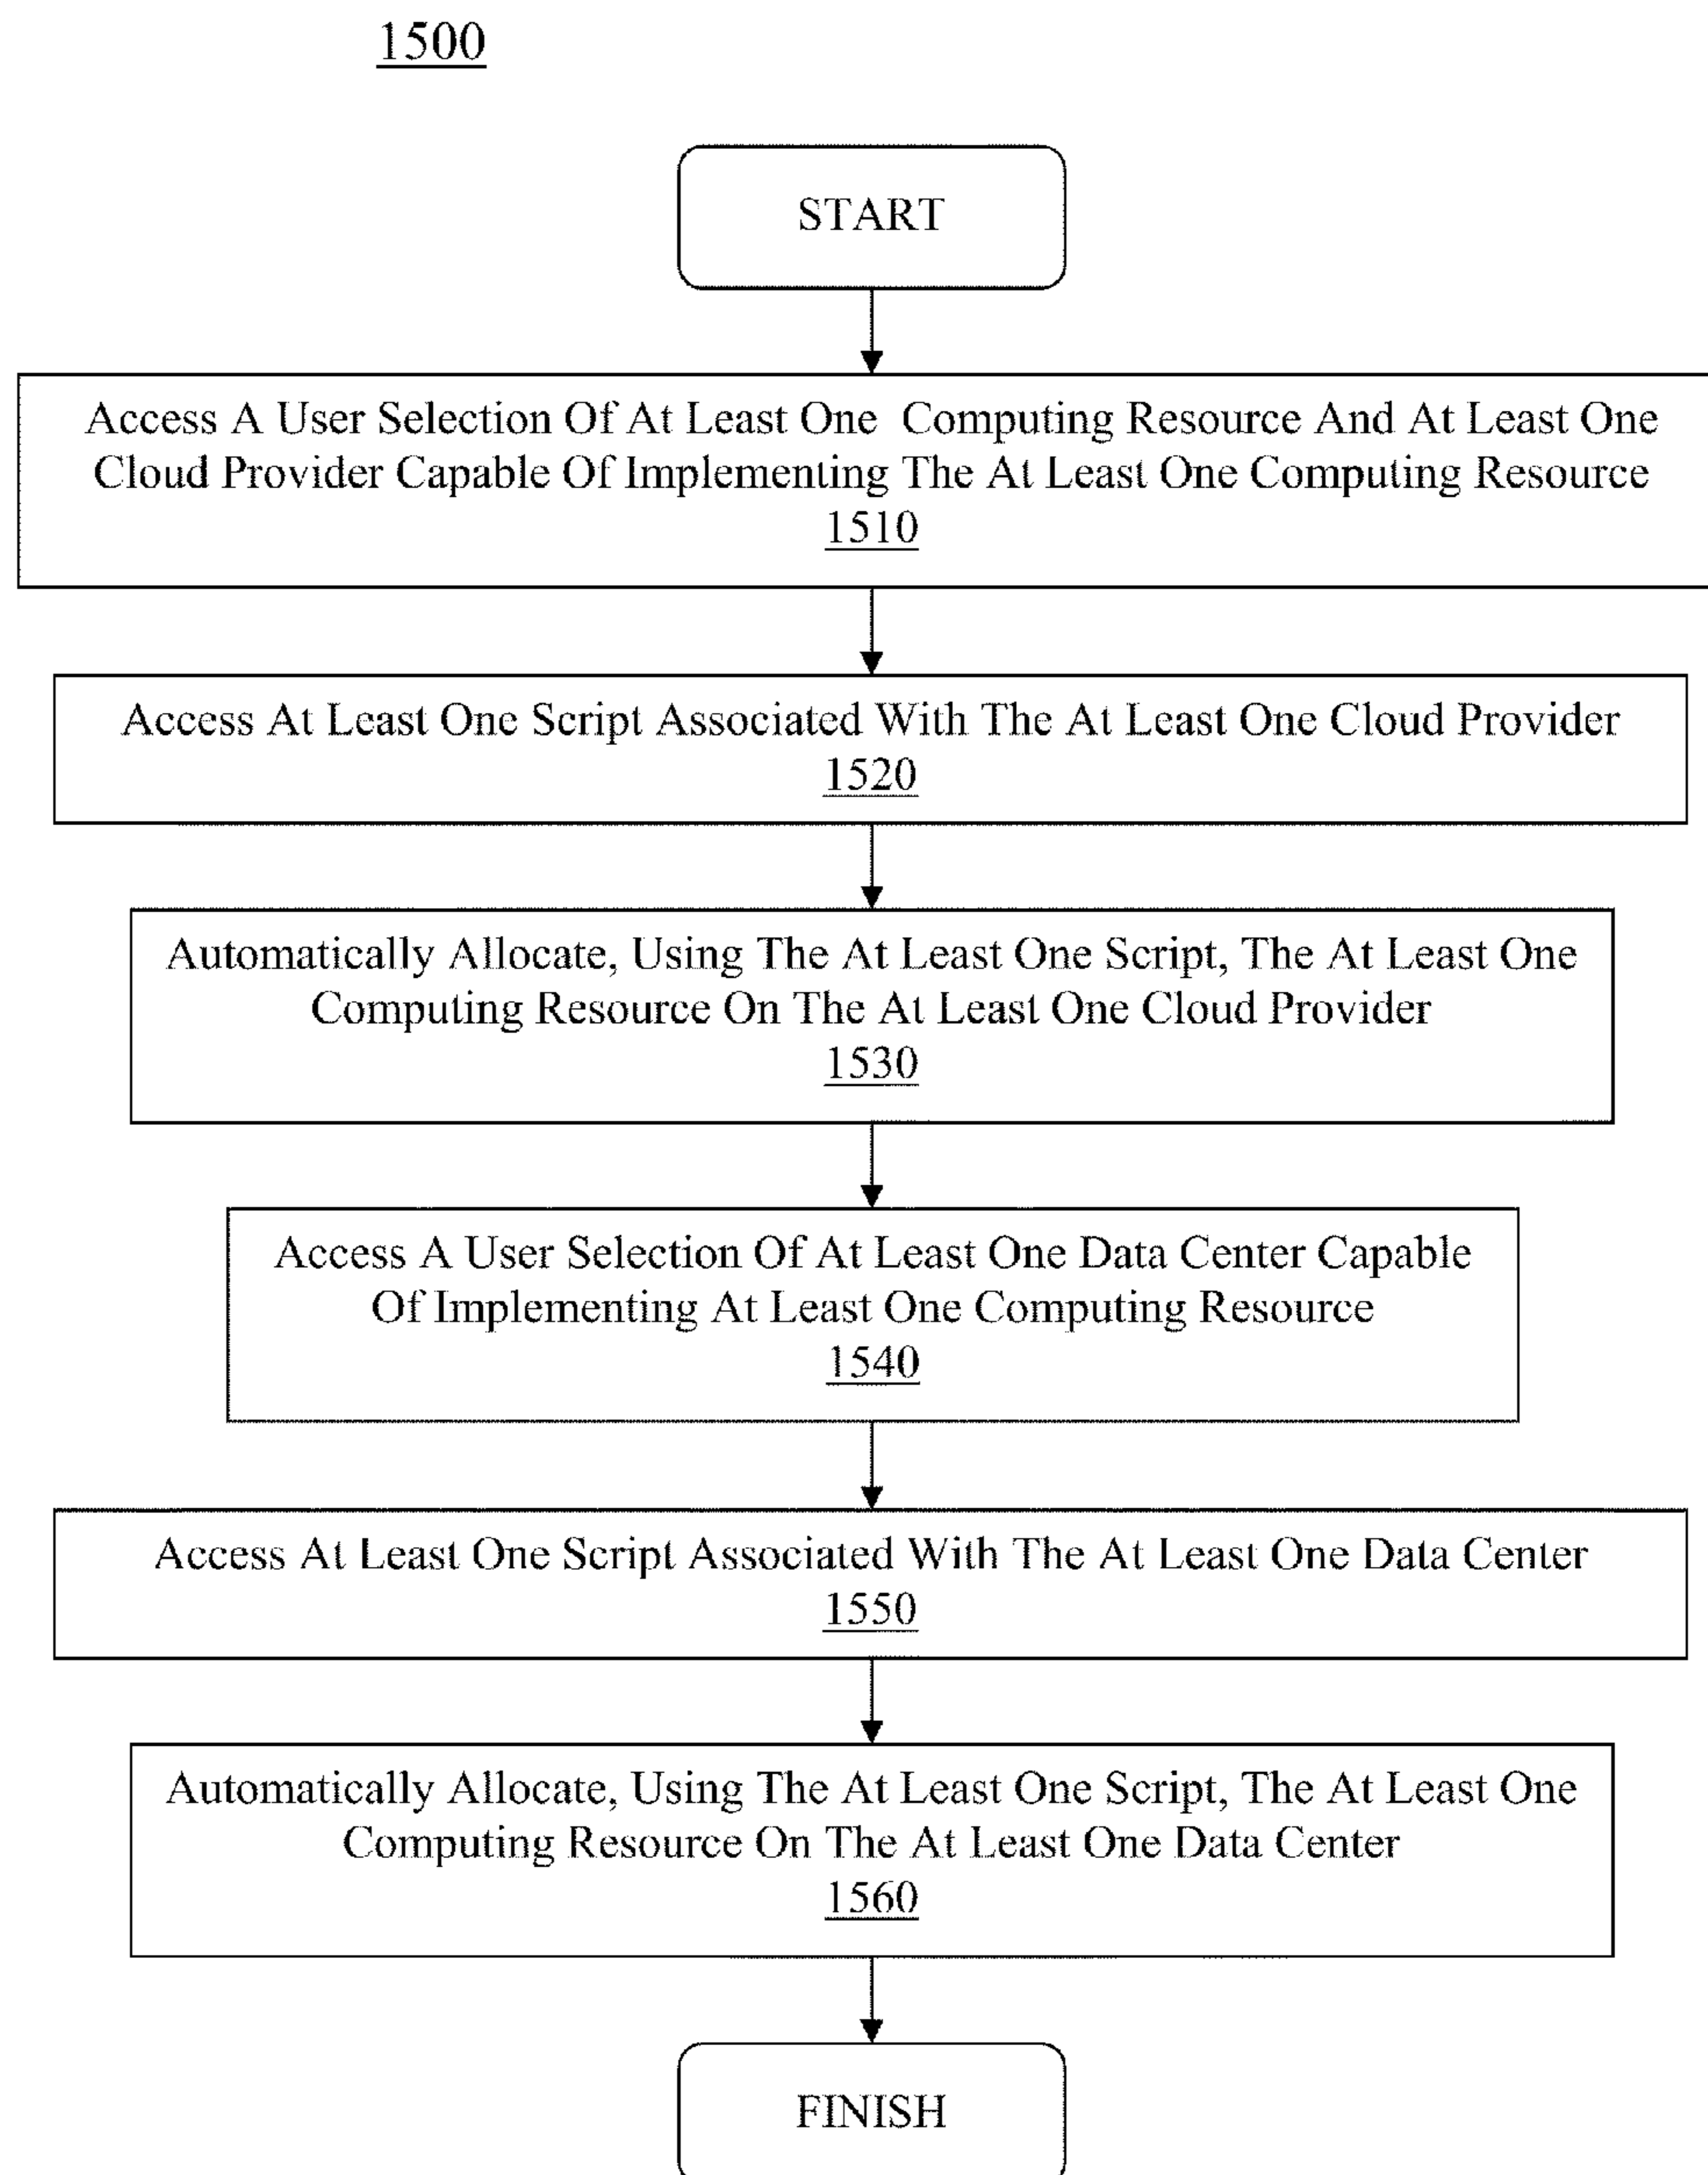 1500
START
Access A User Selection Of At Least One Computing Resource And At Least One
Cloud Provider Capable Of Implementing The At Least One Computing Resource
1510
Access At Least One Script Associated With The At Least One Cloud Provider
1520
Automatically Allocate, Using The At Least One Script, The At Least One
Computing Resource On The At Least One Cloud Provider
1530
Access A User Selection Of At Least One Data Center Capable
Of Implementing At Least One Computing Resource
1540
Access At Least One Script Associated With The At Least One Data Center
1550
Automatically Allocate, Using The At Least One Script, The At Least One
Computing Resource On The At Least One Data Center
1560
FINISH